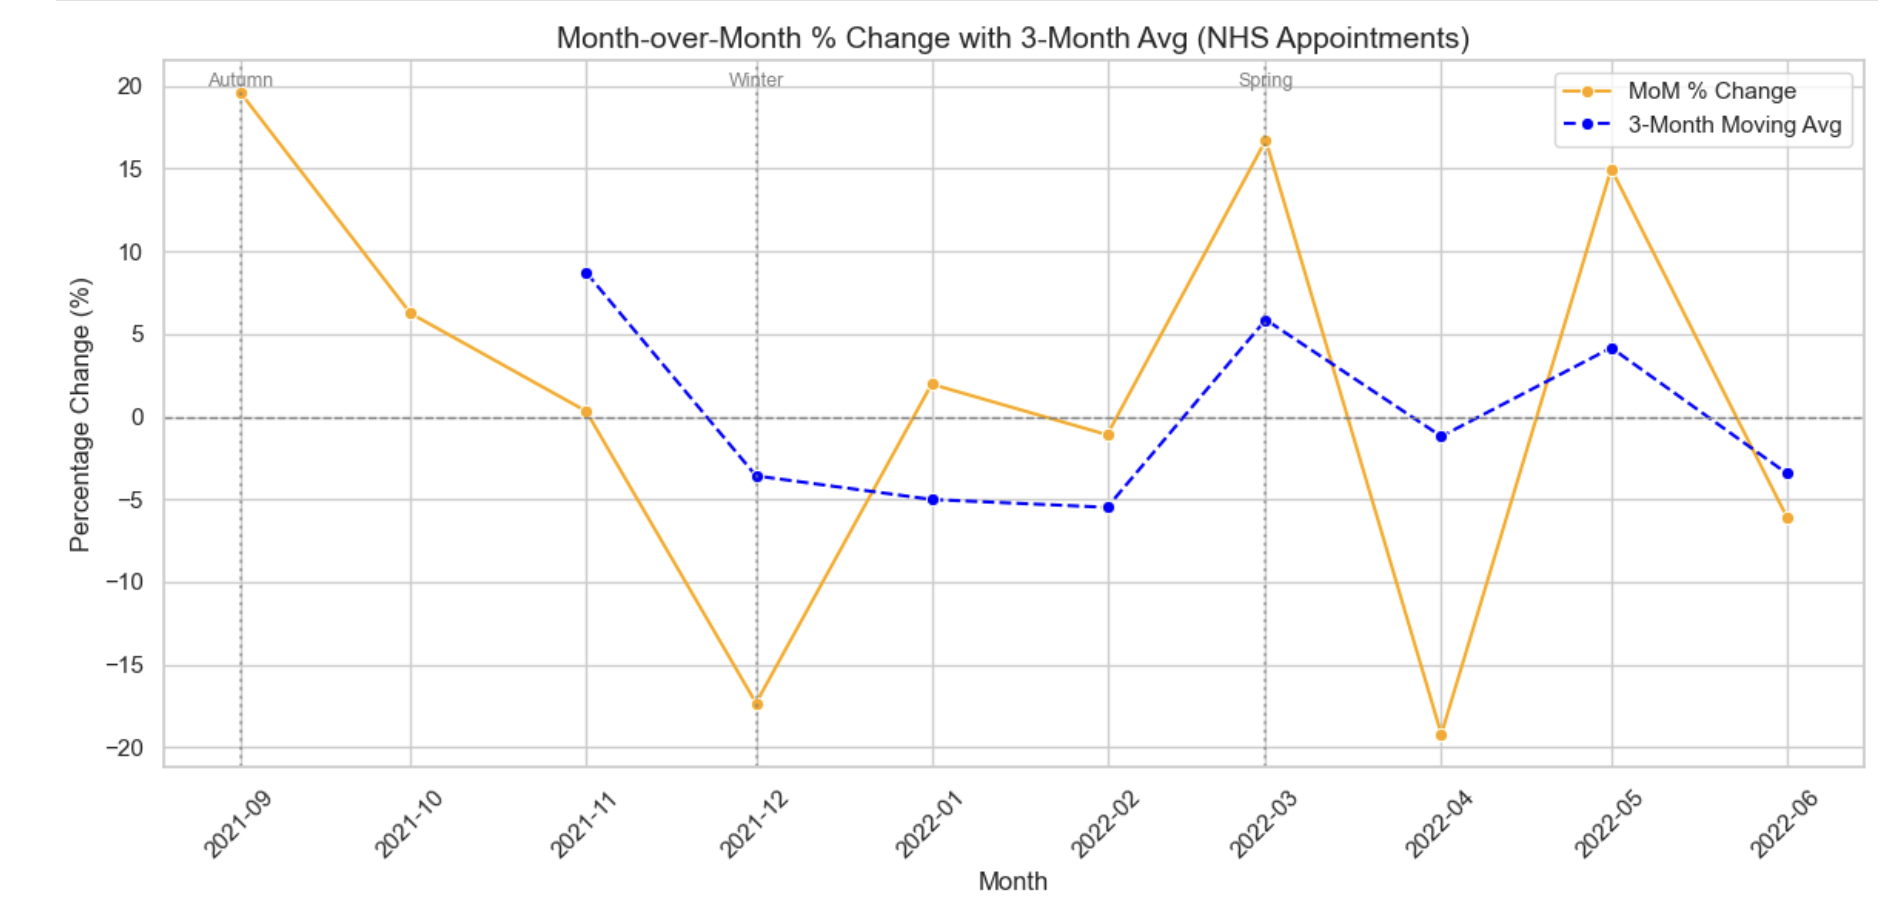 Month-over-Month % Change with 3-Month Avg (NHS Appointments)
Autumn
Winter
Spring
MoM % Change
3-Month Moving Avg
Percentage Change (%)
20
15
10
5
0
−5
−10
−15
−20
2021-09
2021-10
2021-11
2021-12
2022-01
2022-02
2022-03
2022-04
2022-05
2022-06
Month